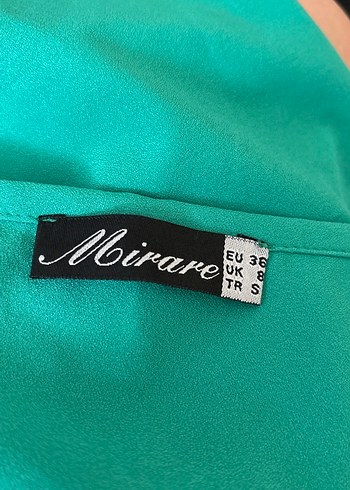 Mirare
EU 36
UK 8
TR S